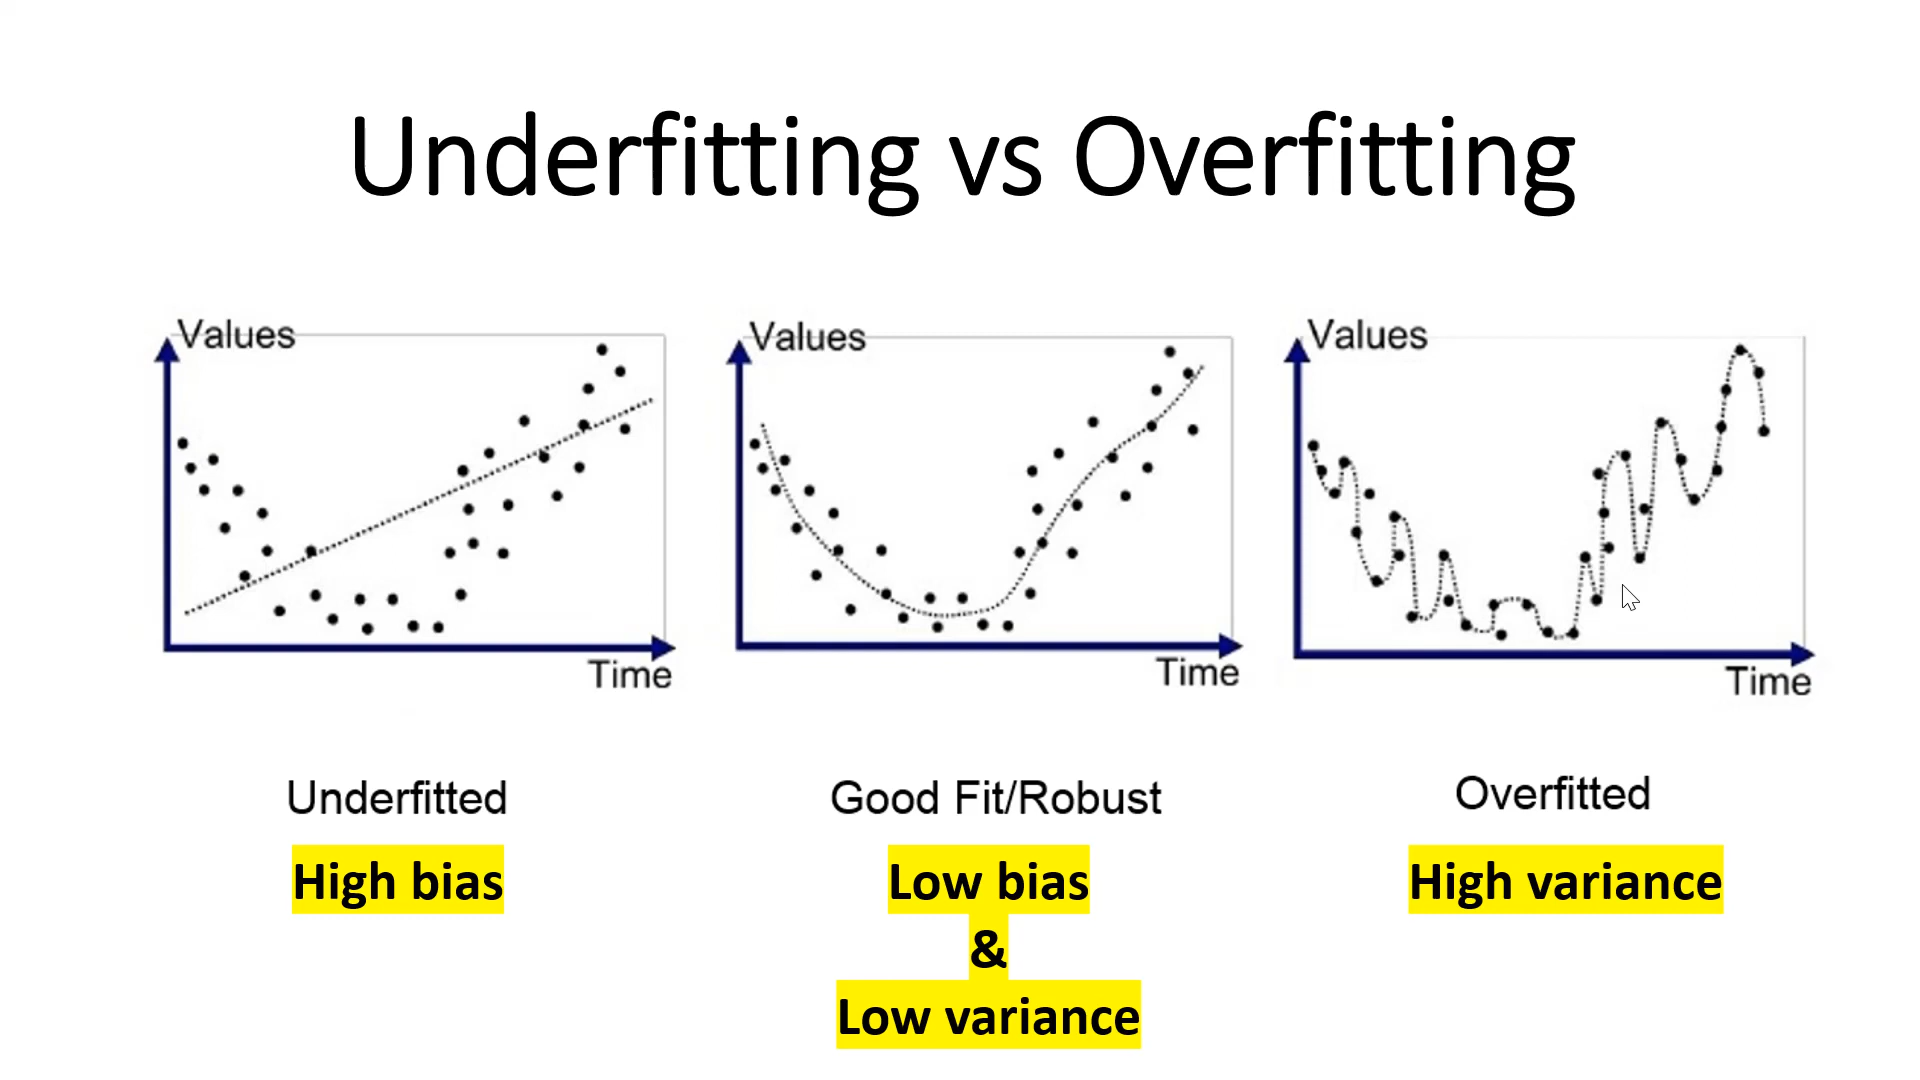 Underfitting vs Overfitting
Values
Time
Values
Time
Values
Time
Underfitted
High bias
Good Fit/Robust
Low bias
&
Low variance
Overfitted
High variance